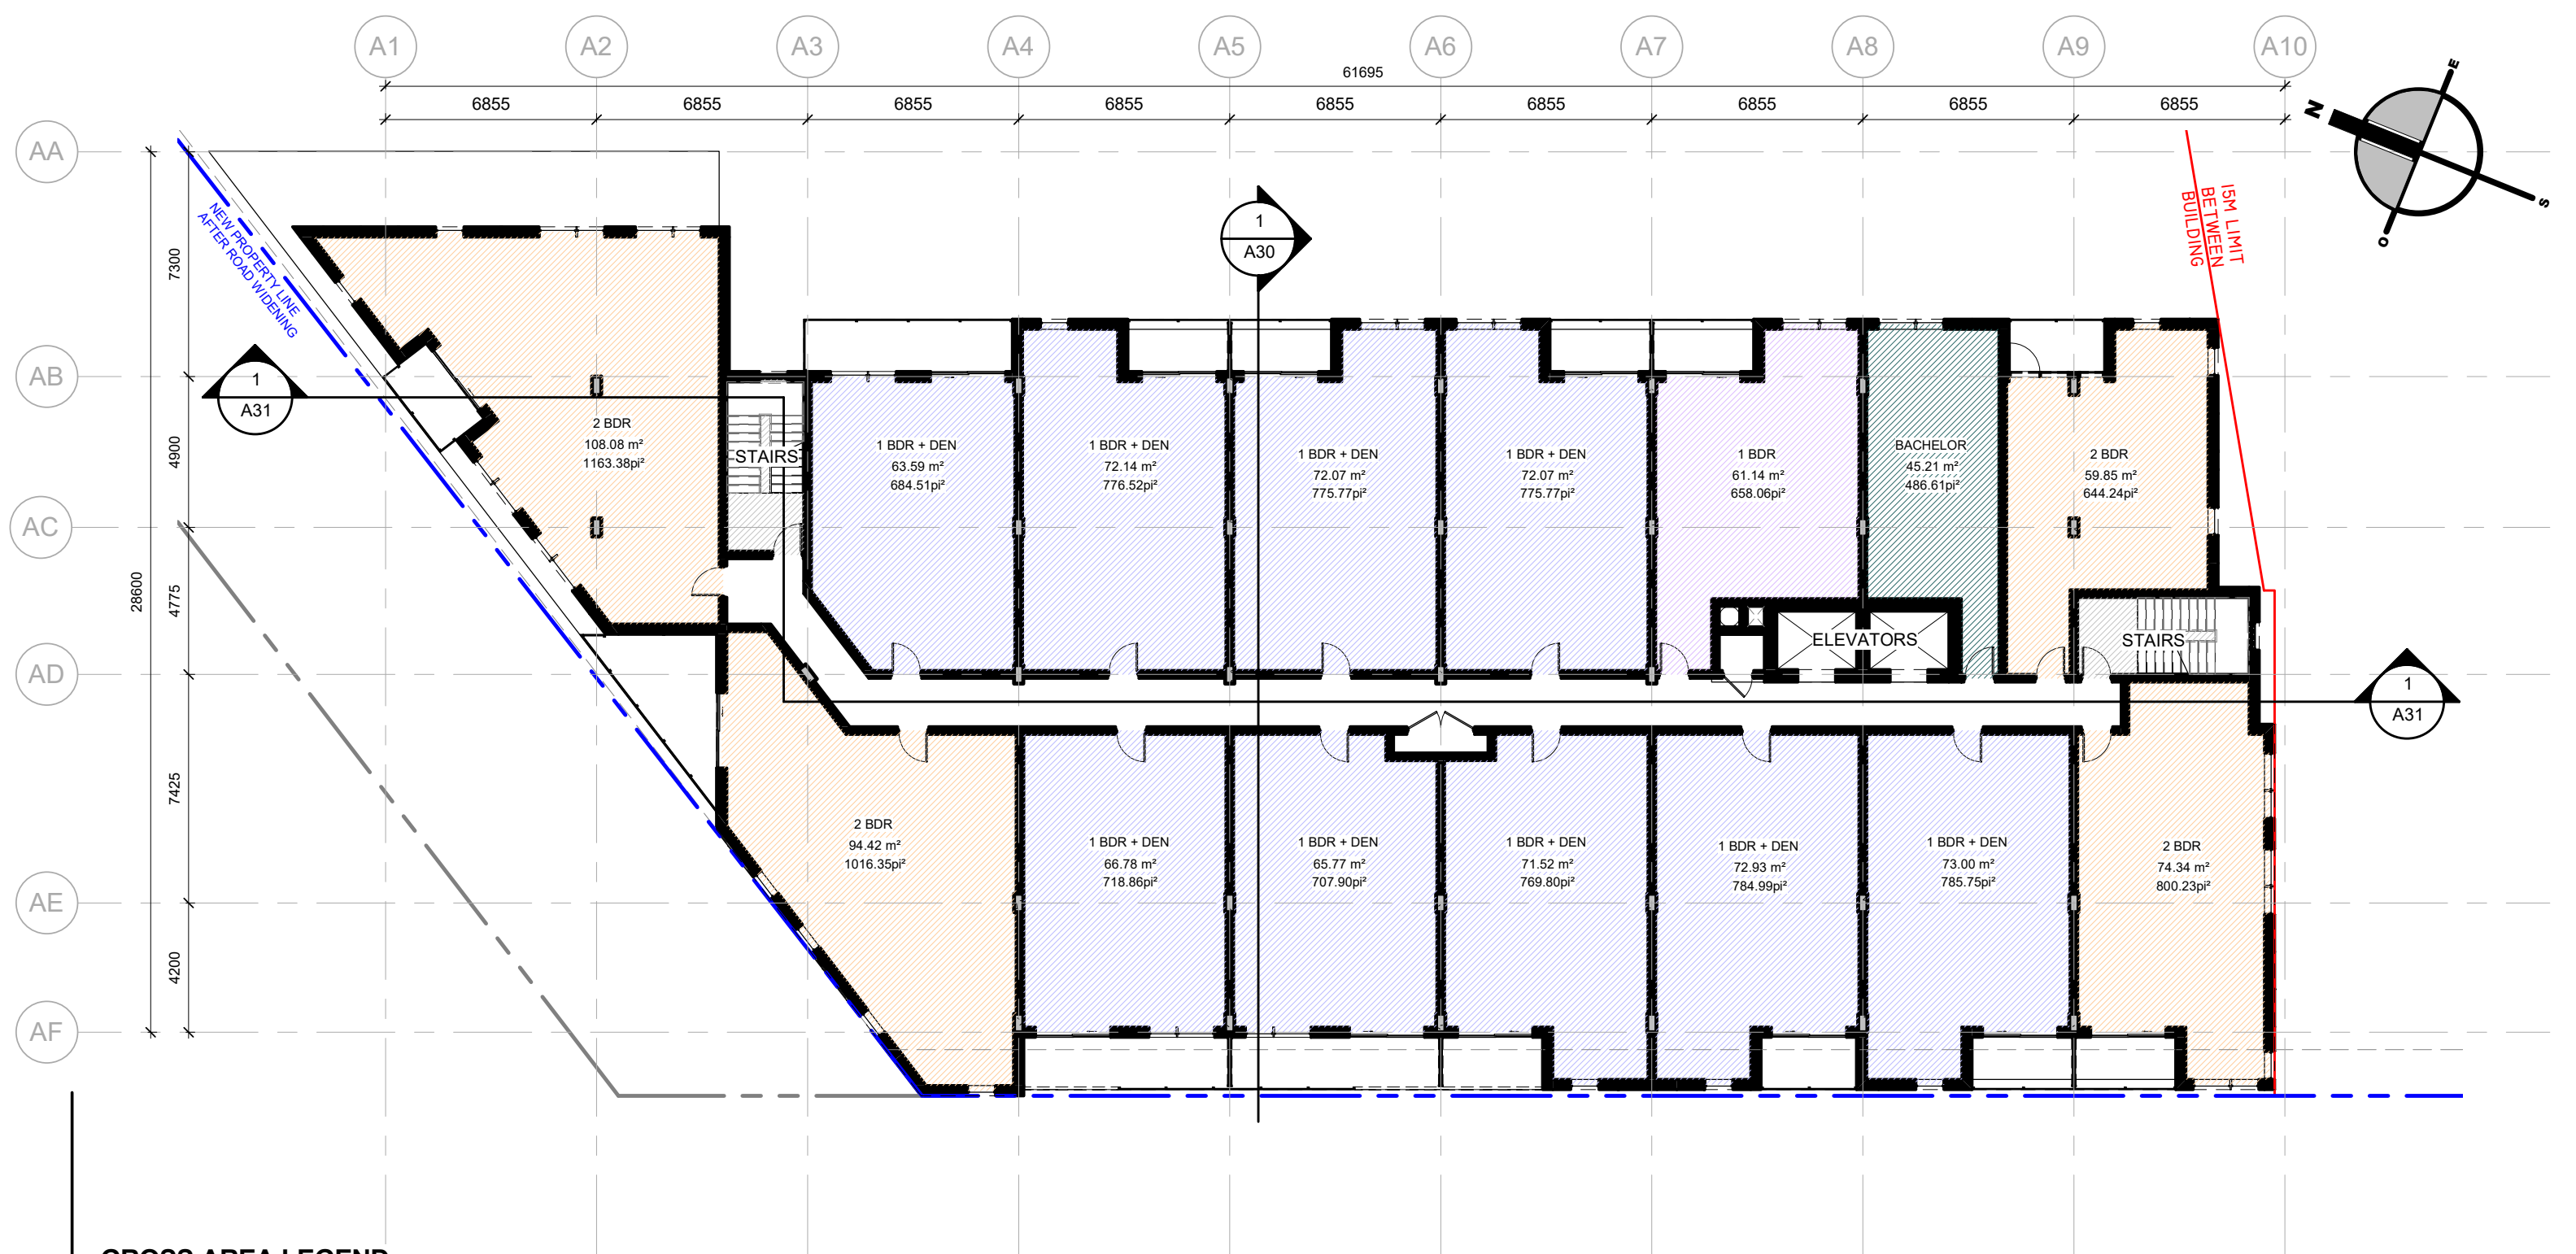 A1
A2
A3
A4
A5
A6
A7
A8
A9
A10
61695
6855
6855
6855
6855
6855
6855
6855
6855
6855
E
N
S
O
AA
AB
AC
AD
AE
AF
28600
7300
4900
4775
7425
4200
NEW PROPERTY LINE
AFTER ROAD WIDENING
15M LIMIT
BETWEEN
BUILDING
1
A30
1
A31
1
A31
2 BDR
108.08 m²
1163.38pi²
STAIRS
1 BDR + DEN
63.59 m²
684.51pi²
1 BDR + DEN
72.14 m²
776.52pi²
1 BDR + DEN
72.07 m²
775.77pi²
1 BDR + DEN
72.07 m²
775.77pi²
1 BDR
61.14 m²
658.06pi²
BACHELOR
45.21 m²
486.61pi²
2 BDR
59.85 m²
644.24pi²
ELEVATORS
STAIRS
2 BDR
94.42 m²
1016.35pi²
1 BDR + DEN
66.78 m²
718.86pi²
1 BDR + DEN
65.77 m²
707.90pi²
1 BDR + DEN
71.52 m²
769.80pi²
1 BDR + DEN
72.93 m²
784.99pi²
1 BDR + DEN
73.00 m²
785.75pi²
2 BDR
74.34 m²
800.23pi²
GROSS AREA LEGEND